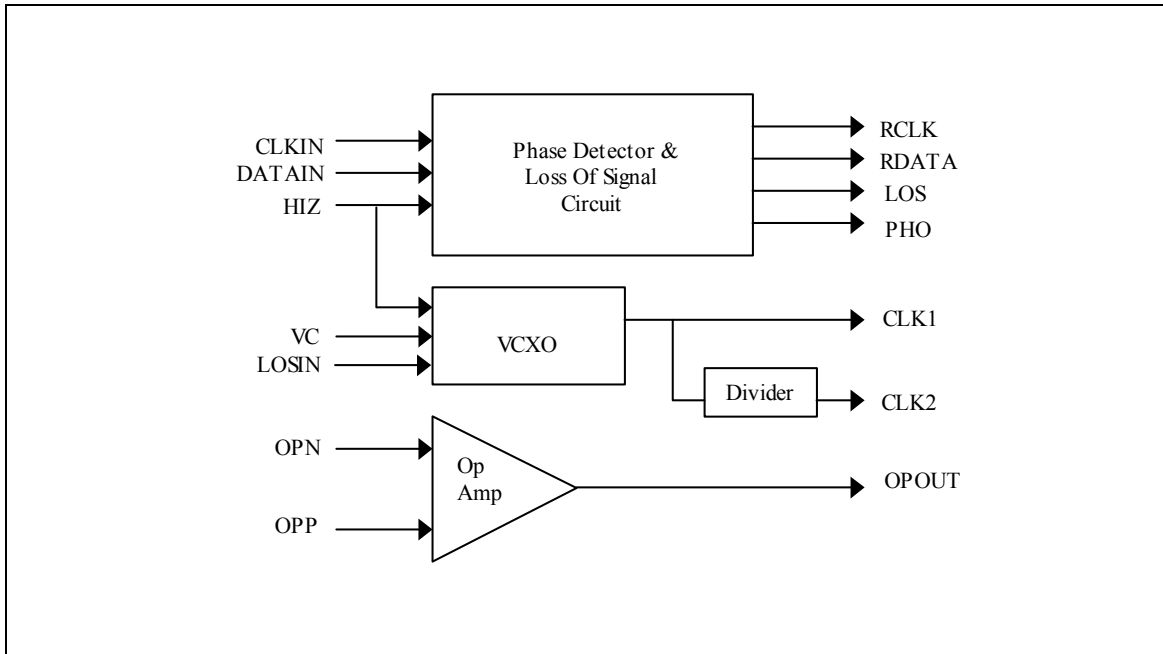 CLKIN
DATAIN
HIZ
Phase Detector &
Loss Of Signal
Circuit
RCLK
RDATA
LOS
PHO
VC
LOSIN
VCXO
CLK1
Divider
CLK2
OPN
OPP
Op
Amp
OPOUT